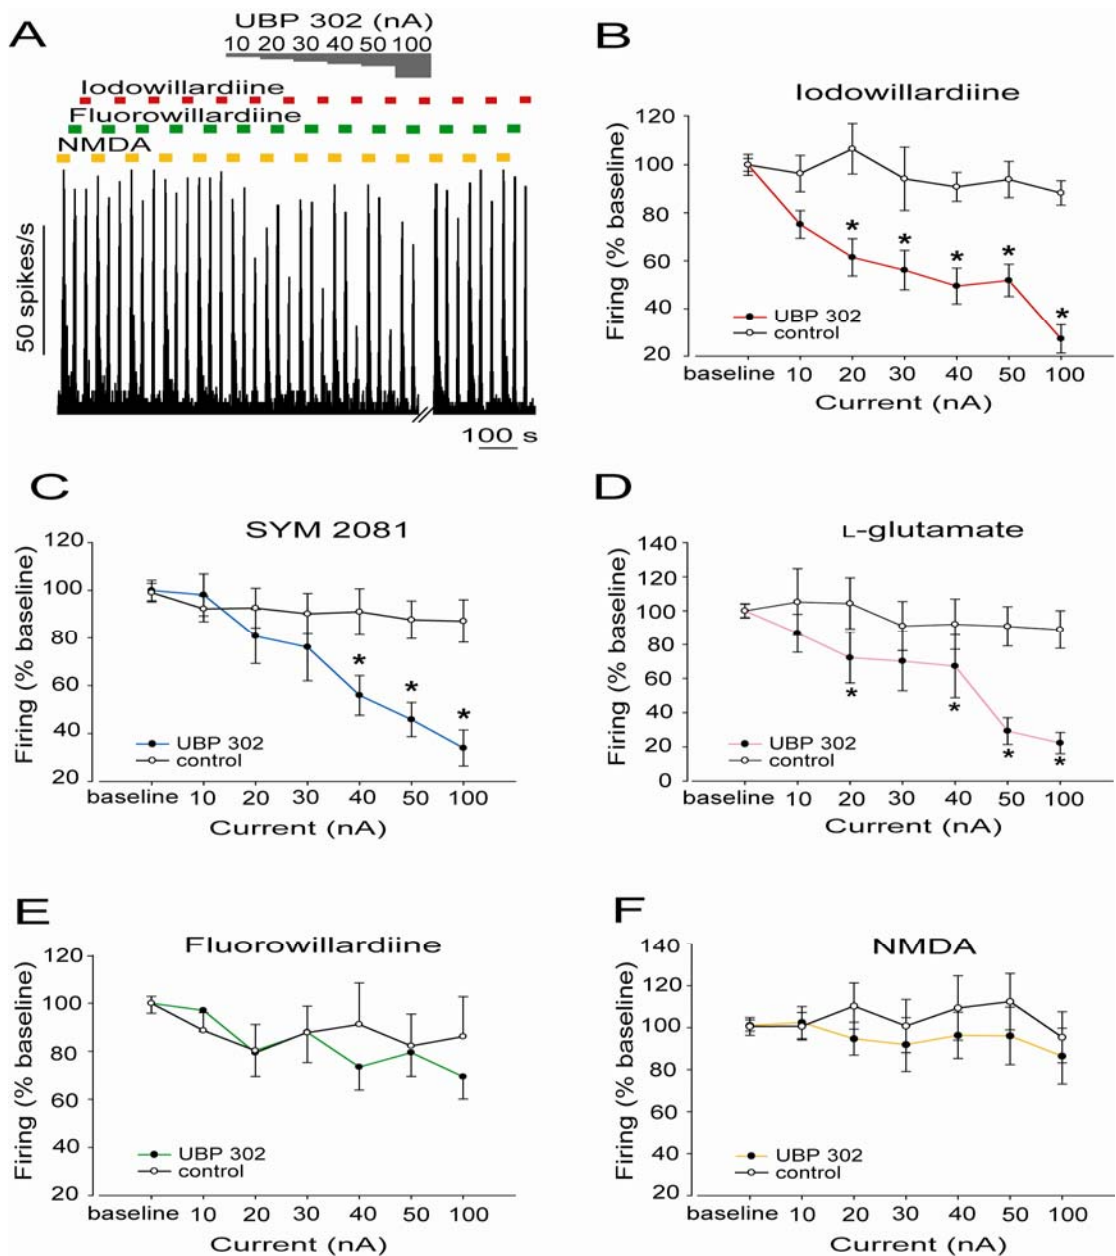 A
UBP 302 (nA)
10 20 30 40 50 100
Iodowillardiine
Fluorowillardiine
NMDA
50 spikes/s
100 s
B
Iodowillardiine
Firing (% baseline)
120
100
80
60
40
20
* * * * *
UBP 302
control
baseline 10 20 30 40 50 100
Current (nA)
C
SYM 2081
Firing (% baseline)
120
100
80
60
40
20
* * *
UBP 302
control
baseline 10 20 30 40 50 100
Current (nA)
D
L-glutamate
Firing (% baseline)
140
120
100
80
60
40
20
0
* * * *
UBP 302
control
baseline 10 20 30 40 50 100
Current (nA)
E
Fluorowillardiine
Firing (% baseline)
120
100
80
60
40
20
UBP 302
control
baseline 10 20 30 40 50 100
Current (nA)
F
NMDA
Firing (% baseline)
140
120
100
80
60
40
20
UBP 302
control
baseline 10 20 30 40 50 100
Current (nA)